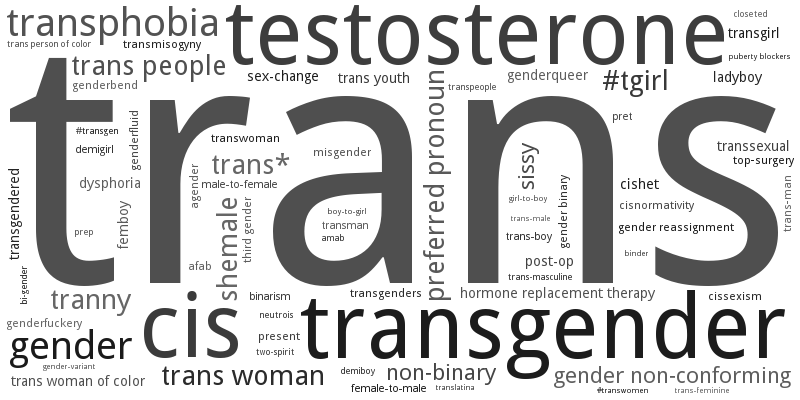 transphobia
testosterone
closeted
trans person of color
transmisogyny
transgirl
trans people
sex-change
trans youth
genderqueer
#tgirl
puberty blockers
ladyboy
genderbend
transpeople
trans
pret
#transgen
genderfluid
transwoman
demigirl
misgender
preferred pronoun
sissy
transsexual
top-surgery
trans*
agender
dysphoria
male-to-female
cishet
trans-man
transgendered
femboy
shemale
third gender
boy-to-girl
girl-to-boy
gender binary
cisnormativity
prep
transman
amab
trans-male
trans-boy
gender reassignment
bi-gender
afab
post-op
binder
trans-masculine
tranny
cis
binarism
transgenders
hormone replacement therapy
cissexism
genderfuckery
neutrois
transgender
gender
present
two-spirit
gender-variant
trans woman of color
trans woman
demiboy
non-binary
gender non-conforming
female-to-male
translatina
#transwomen
trans-feminine